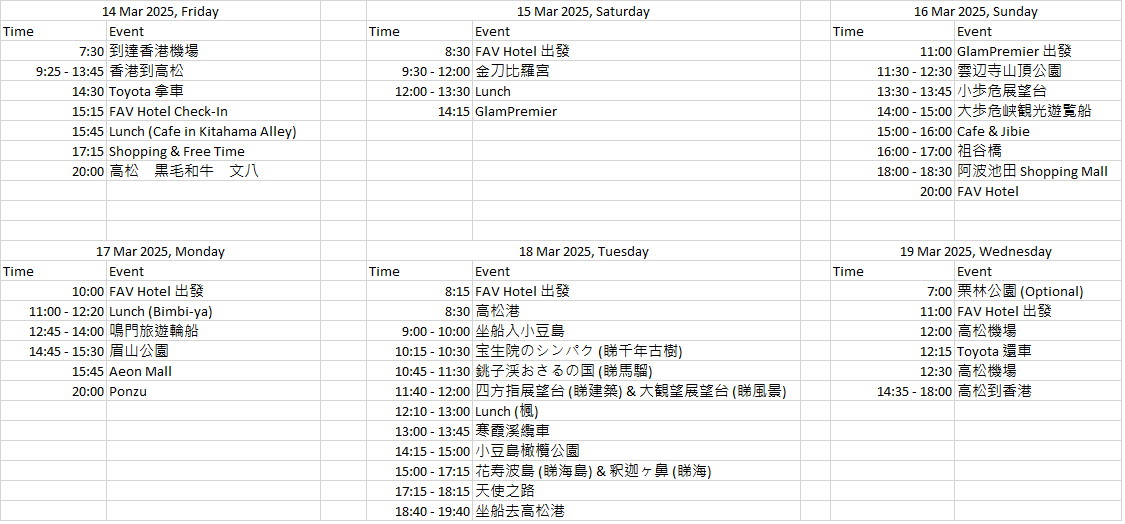 14 Mar 2025, Friday
Time Event
7:30 到達香港機場
9:25 - 13:45 香港到高松
14:30 Toyota 拿車
15:15 FAV Hotel Check-In
15:45 Lunch (Cafe in Kitahama Alley)
17:15 Shopping & Free Time
20:00 高松　黒毛和牛　文八
15 Mar 2025, Saturday
Time Event
8:30 FAV Hotel 出發
9:30 - 12:00 金刀比羅宮
12:00 - 13:30 Lunch
14:15 GlamPremier
16 Mar 2025, Sunday
Time Event
11:00 GlamPremier 出發
11:30 - 12:30 雲辺寺山頂公園
13:30 - 13:45 小歩危展望台
14:00 - 15:00 大歩危峡観光遊覧船
15:00 - 16:00 Cafe & Jibie
16:00 - 17:00 祖谷橋
18:00 - 18:30 阿波池田 Shopping Mall
20:00 FAV Hotel
17 Mar 2025, Monday
Time Event
10:00 FAV Hotel 出發
11:00 - 12:20 Lunch (Bimbi-ya)
12:45 - 14:00 鳴門旅遊輪船
14:45 - 15:30 眉山公園
15:45 Aeon Mall
20:00 Ponzu
18 Mar 2025, Tuesday
Time Event
8:15 FAV Hotel 出發
8:30 高松港
9:00 - 10:00 坐船入小豆島
10:15 - 10:30 宝生院のシンパク (睇千年古樹)
10:45 - 11:30 銚子渓おさるの国 (睇馬騮)
11:40 - 12:00 四方指展望台 (睇建築) & 大観望展望台 (睇風景)
12:10 - 13:00 Lunch (楓)
13:00 - 13:45 寒霞溪纜車
14:15 - 15:00 小豆島橄欖公園
15:00 - 17:15 花寿波島 (睇海島) & 釈迦ヶ鼻 (睇海)
17:15 - 18:15 天使之路
18:40 - 19:40 坐船去高松港
19 Mar 2025, Wednesday
Time Event
7:00 栗林公園 (Optional)
11:00 FAV Hotel 出發
12:00 高松機場
12:15 Toyota 還車
12:30 高松機場
14:35 - 18:00 高松到香港